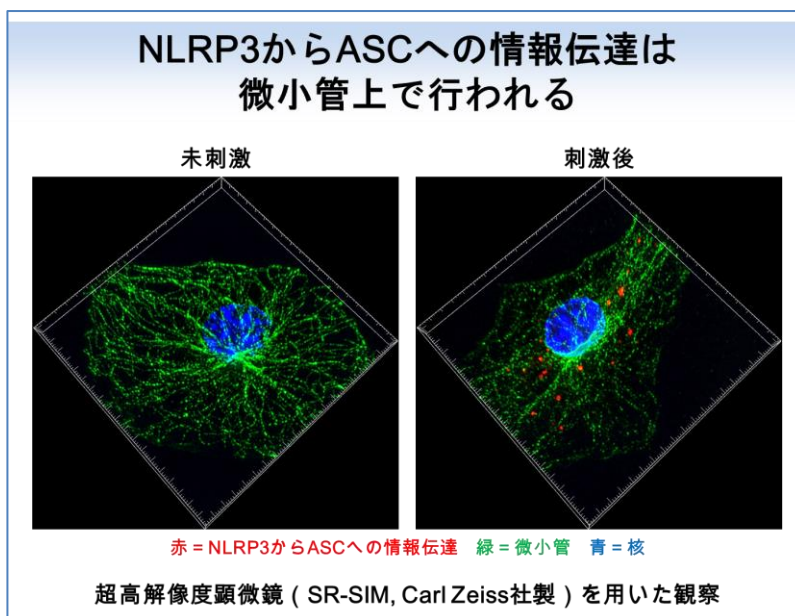 NLRP3からASCへの情報伝達は
微小管上で行われる
未刺激 刺激後
赤＝NLRP3からASCへの情報伝達 緑＝微小管 青＝核
超高解像度顕微鏡（SR-SIM, Carl Zeiss社製）を用いた観察